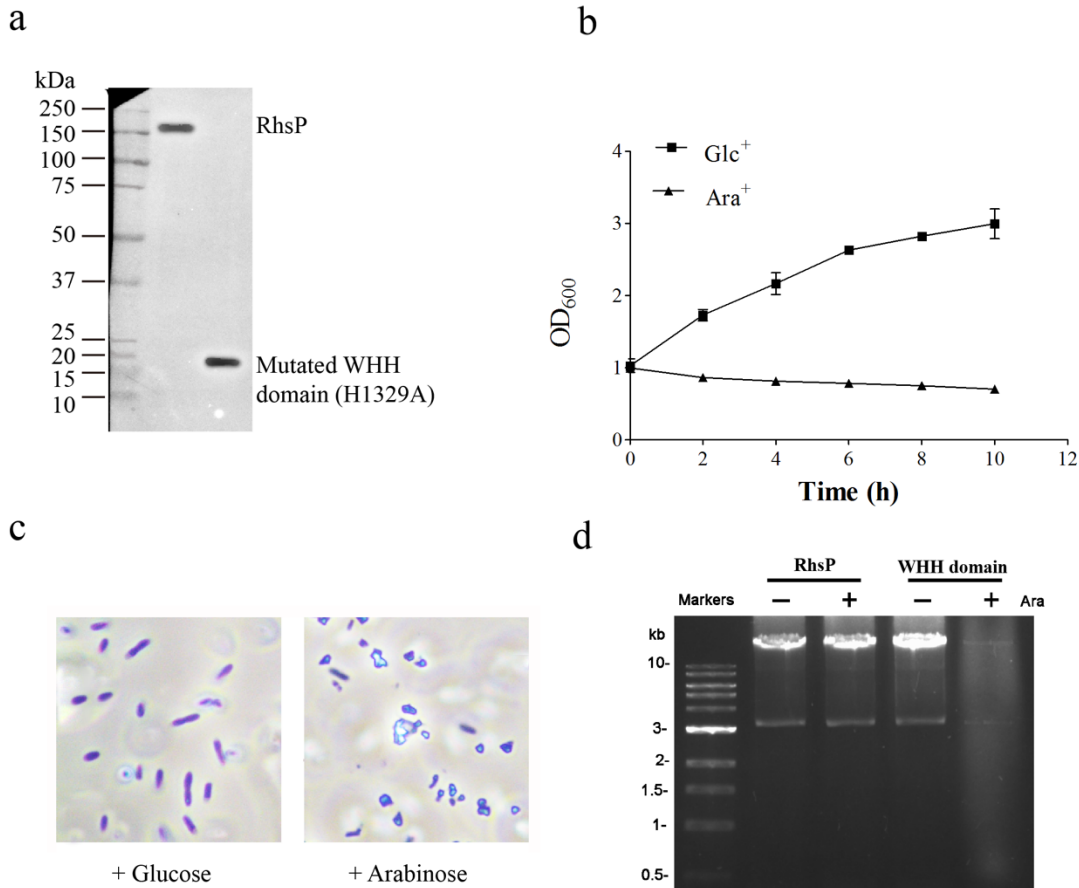 a
kDa
250
150
100
75
50
37
25
20
15
10
RhsP
Mutated WHH
domain (H1329A)
b
Glc+
Ara+
4
3
2
1
0
OD600
0 2 4 6 8 10 12
Time (h)
c
+ Glucose
+ Arabinose
d
RhsP WHH domain
Markers − + − + Ara
kb
10-
3-
2-
1.5-
1-
0.5-